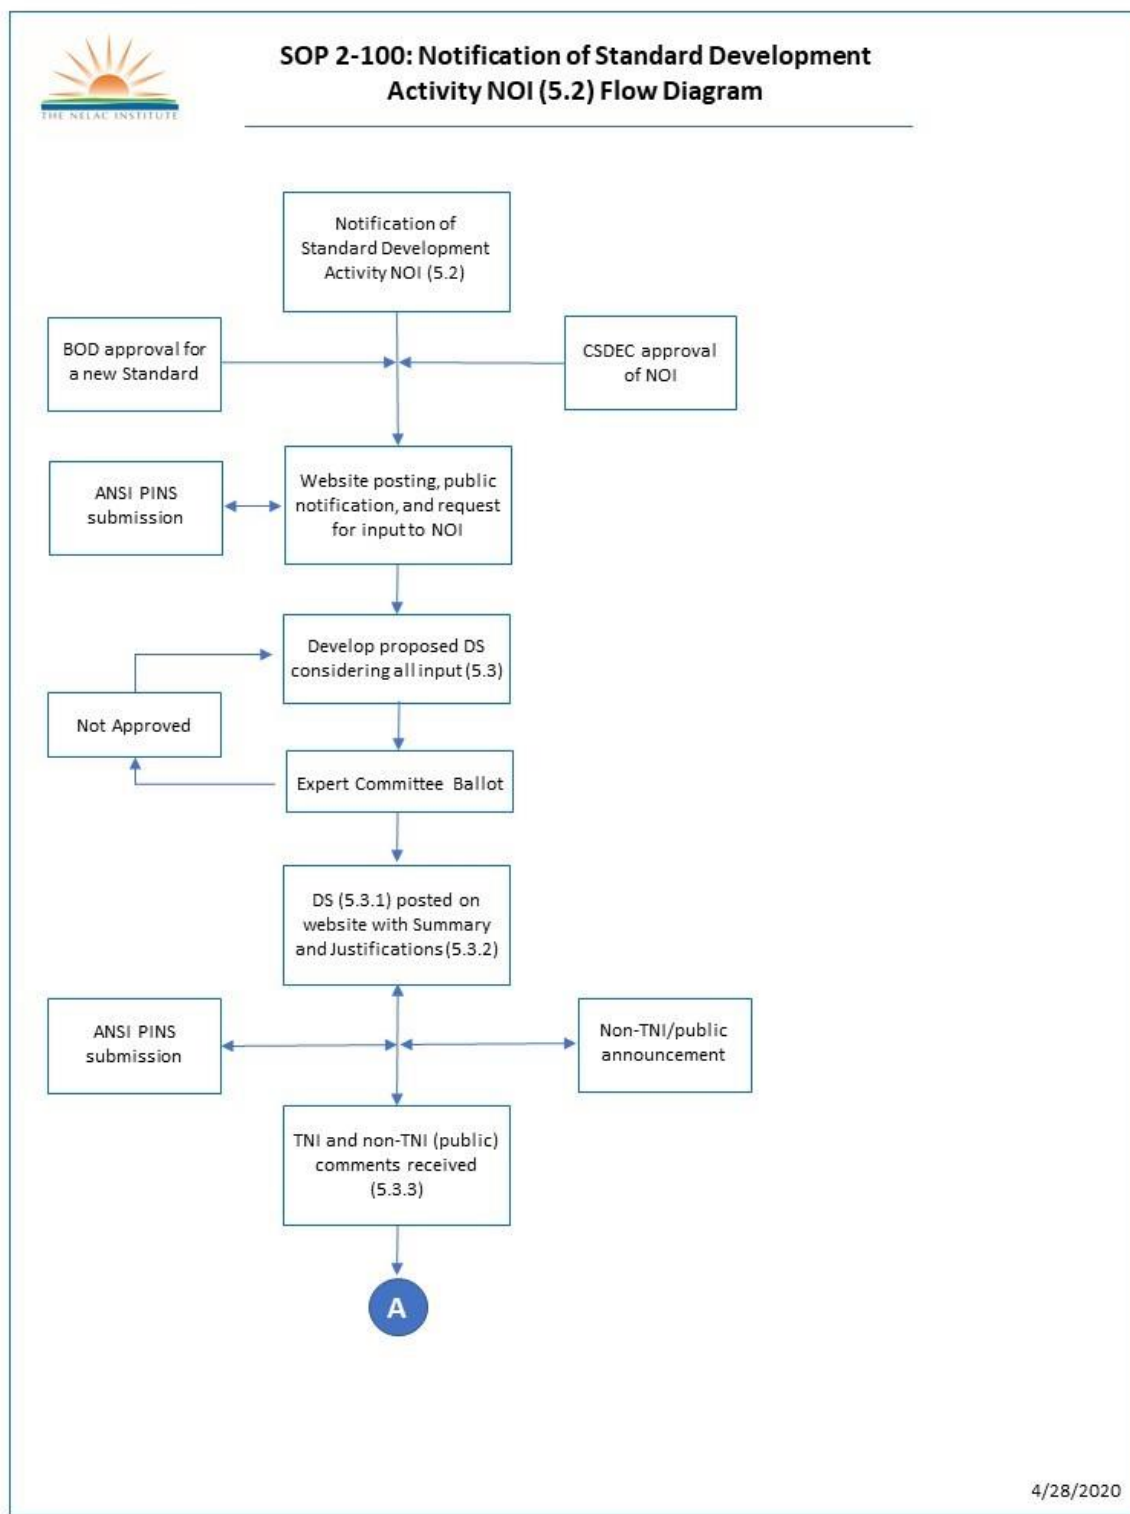 SOP 2-100: Notification of Standard Development
Activity NOI (5.2) Flow Diagram
THE NELAC INSTITUTE
Notification of
Standard Development
Activity NOI (5.2)
BOD approval for
a new Standard
CSDEC approval
of NOI
ANSI PINS
submission
Website posting, public
notification, and request
for input to NOI
Develop proposed DS
considering all input (5.3)
Not Approved
Expert Committee Ballot
DS (5.3.1) posted on
website with Summary
and Justifications (5.3.2)
ANSI PINS
submission
Non-TNI/public
announcement
TNI and non-TNI (public)
comments received
(5.3.3)
A
4/28/2020